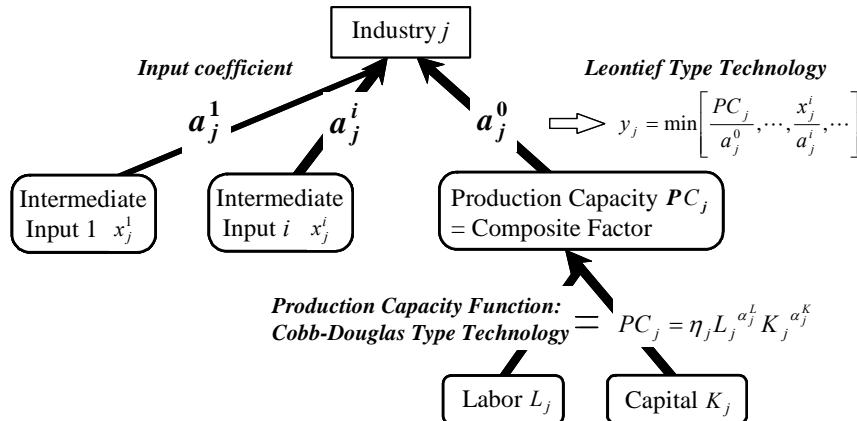 Industry j
Input coefficient
Leontief Type Technology
a_j^1
a_j^i
a_j^0
⇨ y_j = min[PC_j / a_j^0, ⋯, x_j^i / a_j^i, ⋯]
Intermediate
Input 1 x_j^1
Intermediate
Input i x_j^i
Production Capacity PC_j
= Composite Factor
Production Capacity Function:
Cobb-Douglas Type Technology
= PC_j = η_j L_j^{α_j^L} K_j^{α_j^K}
Labor L_j
Capital K_j